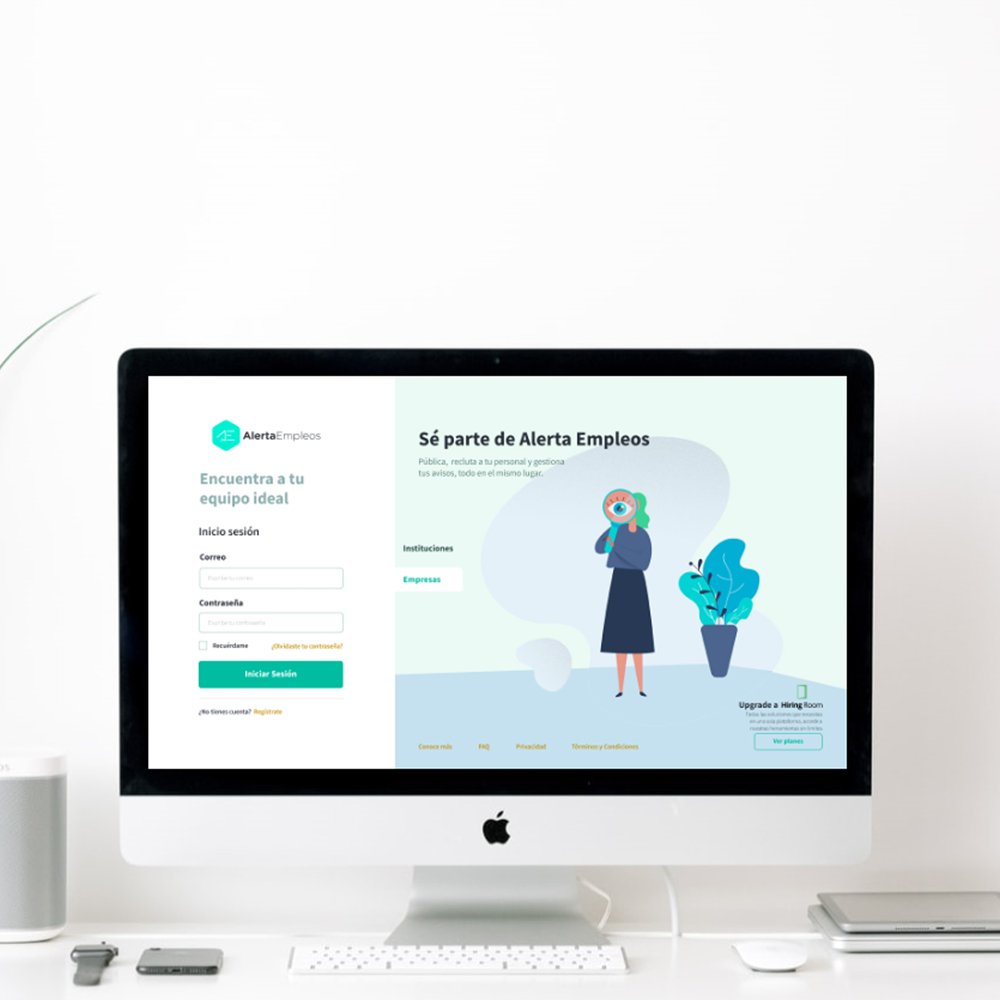 AlertaEmpleos
Encuentra a tu
equipo ideal
Inicio sesión
Correo
Escribe tu correo
Contraseña
Escribe tu contraseña
Recuérdame
¿Olvidaste tu contraseña?
Iniciar Sesión
¿No tienes cuenta? Regístrate
Sé parte de Alerta Empleos
Pública, recluta a tu personal y gestiona
tus avisos, todo en el mismo lugar.
Instituciones
Empresas
Conoce más
FAQ
Privacidad
Términos y Condiciones
Upgrade a Hiring Room
Ver planes